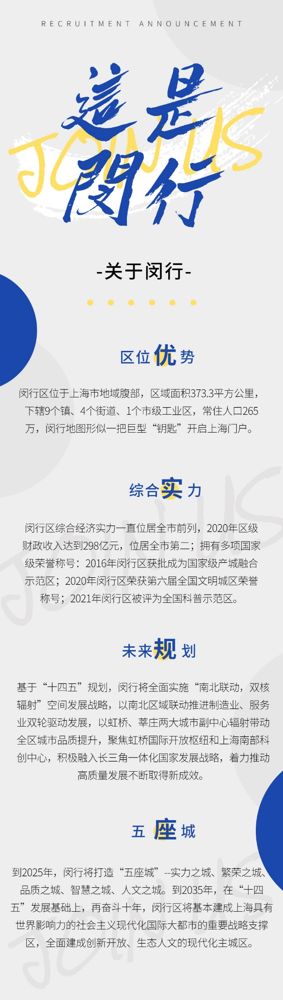 RECRUITMENT ANNOUNCEMENT
這是
JOIN US
閔行
-关于闵行-
区位优势
闵行区位于上海市地域腹部，区域面积373.3平方公里，
下辖9个镇、4个街道、1个市级工业区，常住人口265
万，闵行地图形似一把巨型“钥匙”开启上海门户。
综合实力
JOIN US
闵行区综合经济实力一直位居全市前列，2020年区级
财政收入达到298亿元，位居全市第二；拥有多项国家
级荣誉称号：2016年闵行区获批成为国家级产城融合
示范区；2020年闵行区荣获第六届全国文明城区荣誉
称号；2021年闵行区被评为全国科普示范区。
未来规划
基于“十四五”规划，闵行将全面实施“南北联动，双核
辐射”空间发展战略，以南北区域联动推进制造业、服务
业双轮驱动发展，以虹桥、莘庄两大城市副中心辐射带动
全区城市品质提升，聚焦虹桥国际开放枢纽和上海南部科
创中心，积极融入长三角一体化国家发展战略，着力推动
高质量发展不断取得新成效。
五座城
到2025年，闵行将打造“五座城”--实力之城、繁荣之城、
品质之城、智慧之城、人文之城。到2035年，在“十四
五”发展基础上，再奋斗十年，闵行区将基本建成上海具有
世界影响力的社会主义现代化国际大都市的重要战略支撑
区，全面建成创新开放、生态人文的现代化主城区。
JOIN US